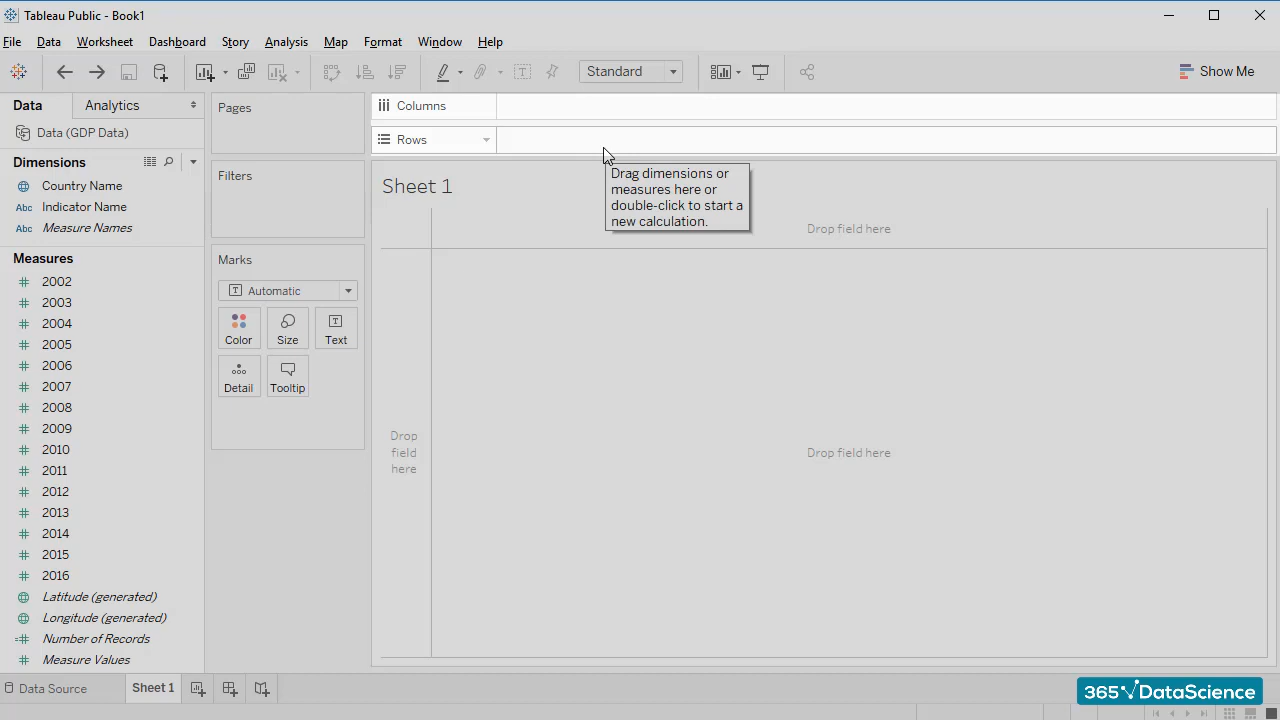 Tableau Public - Book1
File Data Worksheet Dashboard Story Analysis Map Format Window Help
Standard
Show Me
Data Analytics
Data (GDP Data)
Dimensions
Country Name
Abc Indicator Name
Abc Measure Names
Measures
2002
2003
2004
2005
2006
2007
2008
2009
2010
2011
2012
2013
2014
2015
2016
Latitude (generated)
Longitude (generated)
Number of Records
Measure Values
Pages
Filters
Marks
Automatic
Color Size Text
Detail Tooltip
Columns
Rows
Sheet 1
Drag dimensions or
measures here or
double-click to start a
new calculation.
Drop field here
Drop
field
here
Drop field here
Data Source Sheet 1
365 DataScience